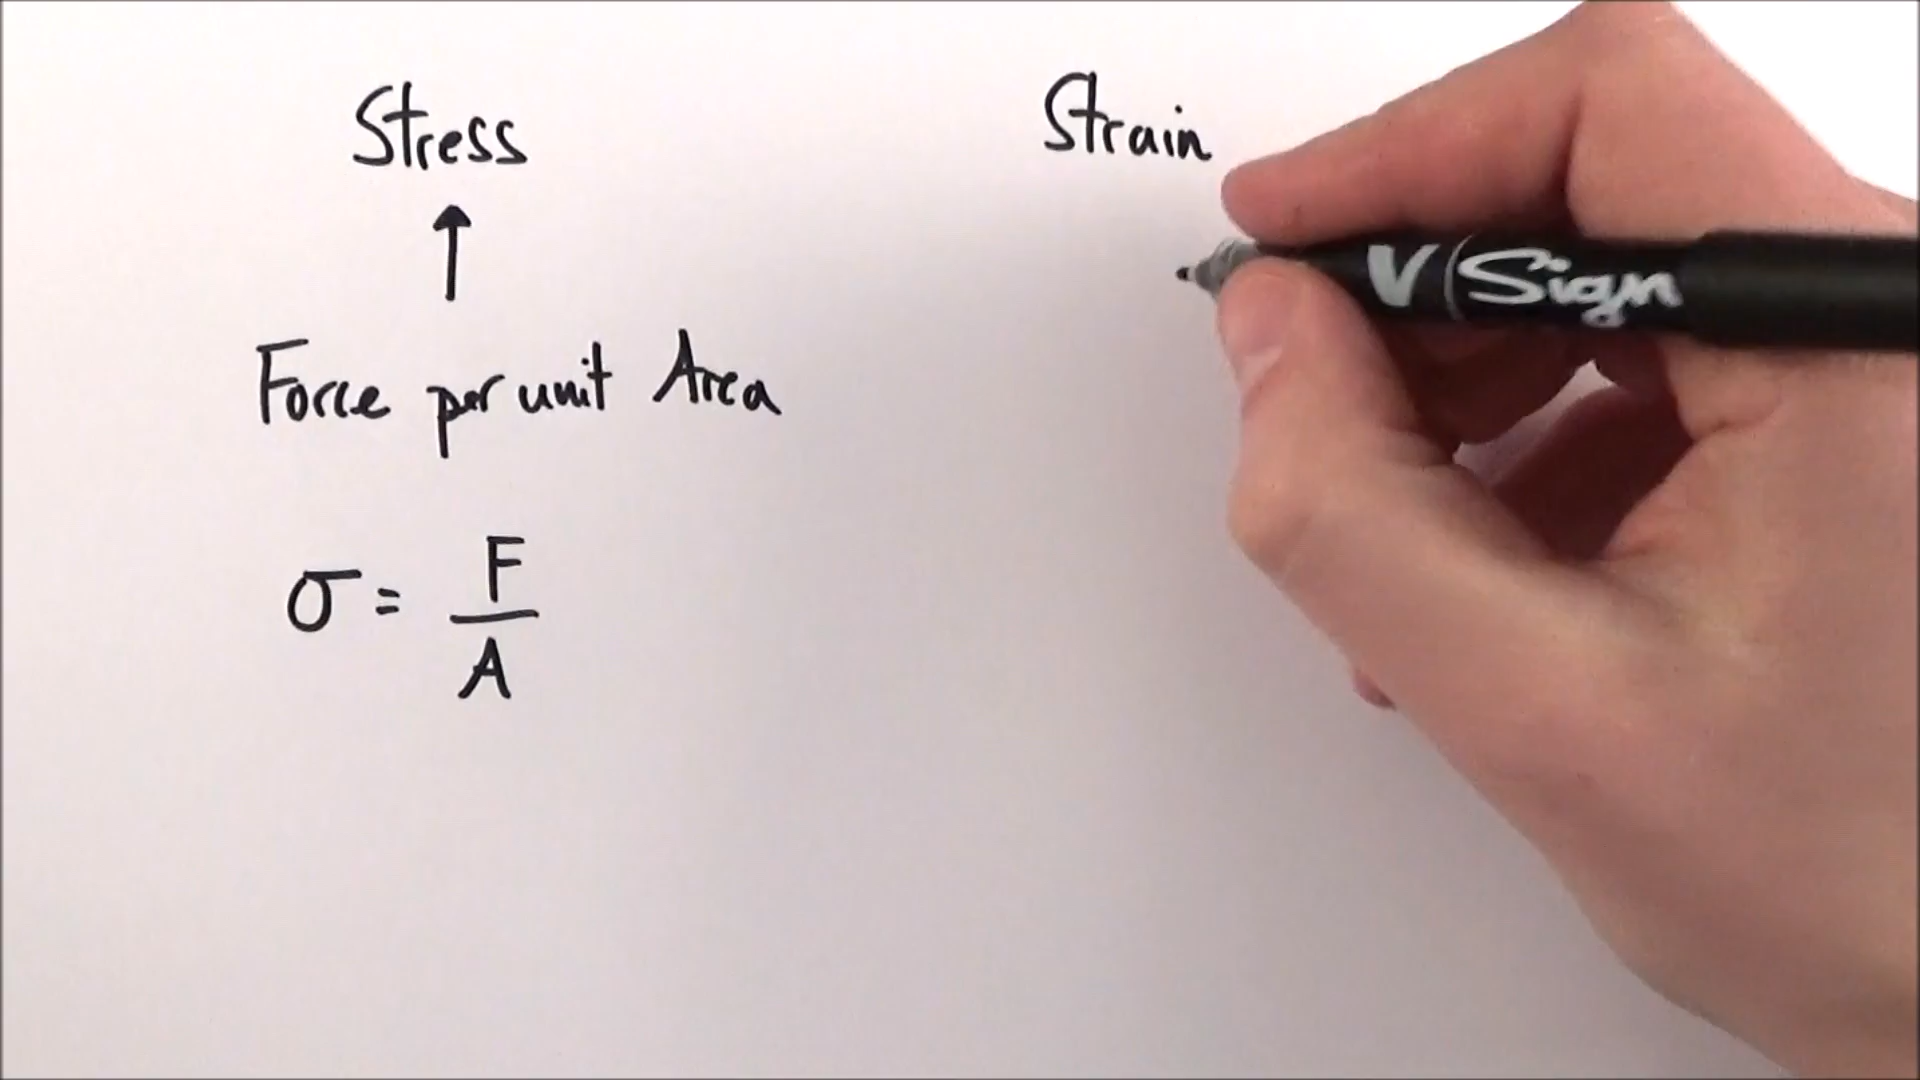 Stress
Strain
V Sign
Force per unit Area
σ = F
A